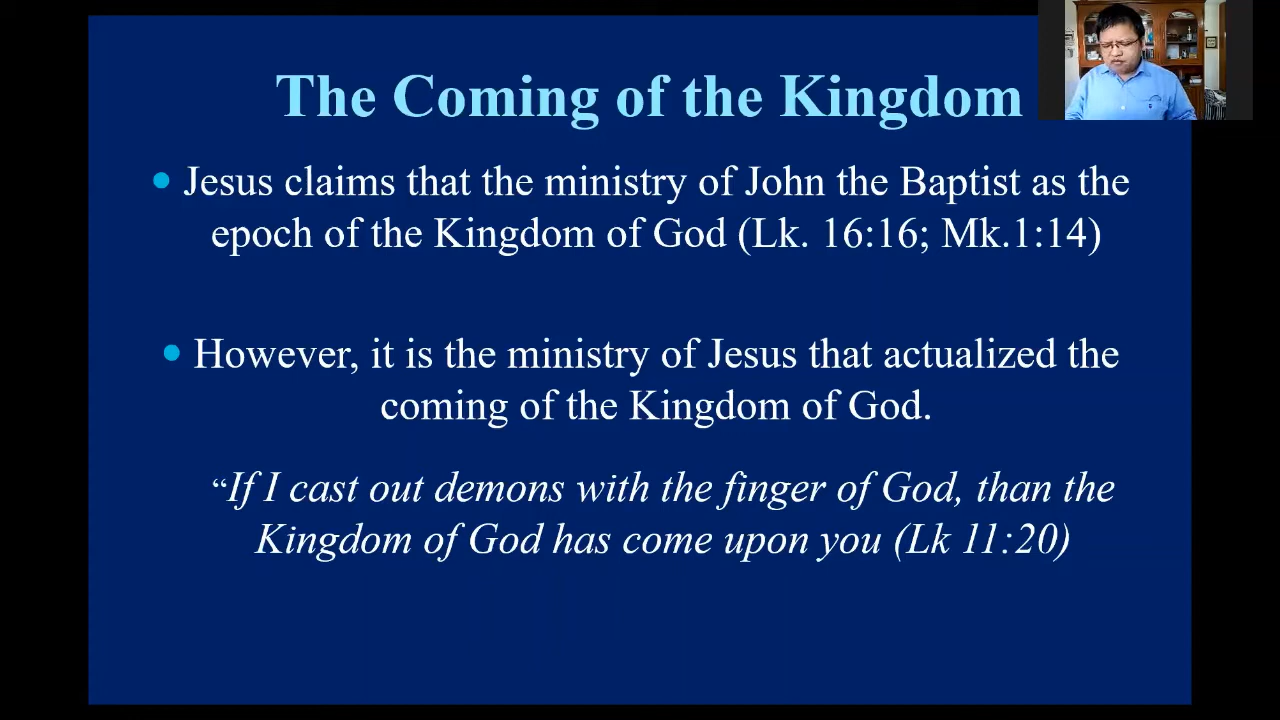 The Coming of the Kingdom
• Jesus claims that the ministry of John the Baptist as the
epoch of the Kingdom of God (Lk. 16:16; Mk.1:14)
• However, it is the ministry of Jesus that actualized the
coming of the Kingdom of God.
“If I cast out demons with the finger of God, than the
Kingdom of God has come upon you (Lk 11:20)